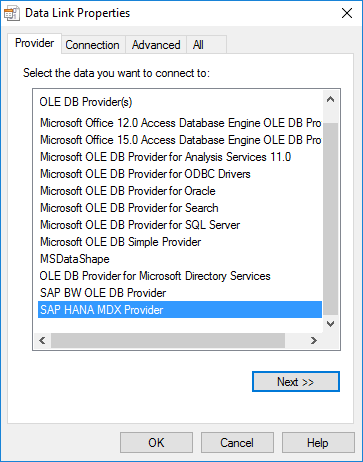 Data Link Properties
Provider Connection Advanced All
Select the data you want to connect to:
OLE DB Provider(s)
Microsoft Office 12.0 Access Database Engine OLE DB Pro
Microsoft Office 15.0 Access Database Engine OLE DB Pro
Microsoft OLE DB Provider for Analysis Services 11.0
Microsoft OLE DB Provider for ODBC Drivers
Microsoft OLE DB Provider for Oracle
Microsoft OLE DB Provider for Search
Microsoft OLE DB Provider for SQL Server
Microsoft OLE DB Simple Provider
MSDataShape
OLE DB Provider for Microsoft Directory Services
SAP BW OLE DB Provider
SAP HANA MDX Provider
Next >>
OK Cancel Help